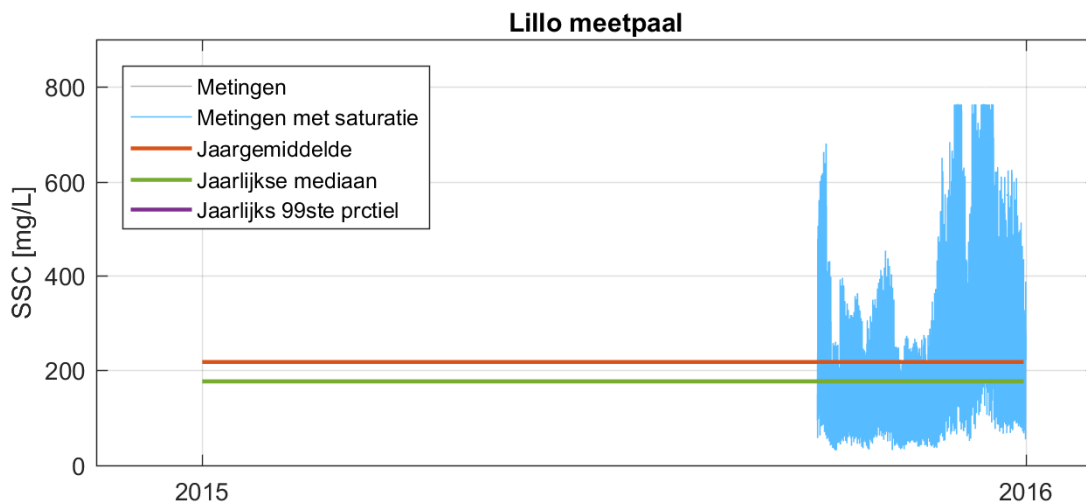 Lillo meetpaal
Metingen
Metingen met saturatie
Jaargemiddelde
Jaarlijkse mediaan
Jaarlijks 99ste prctiel
SSC [mg/L]
800
600
400
200
0
2015
2016